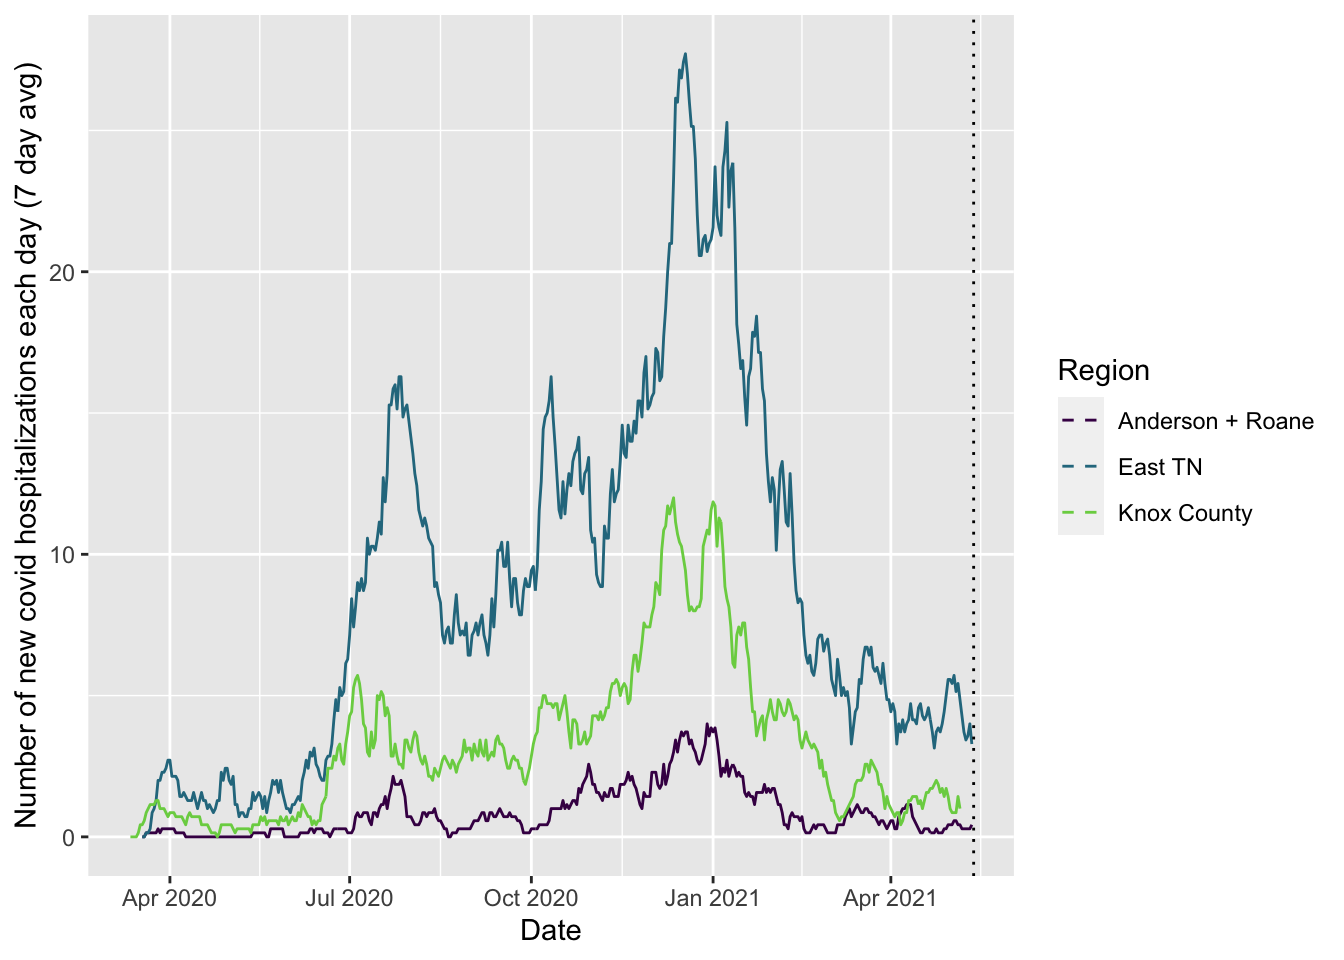 Number of new covid hospitalizations each day (7 day avg)
20
10
0
Apr 2020
Jul 2020
Oct 2020
Jan 2021
Apr 2021
Date
Region
Anderson + Roane
East TN
Knox County